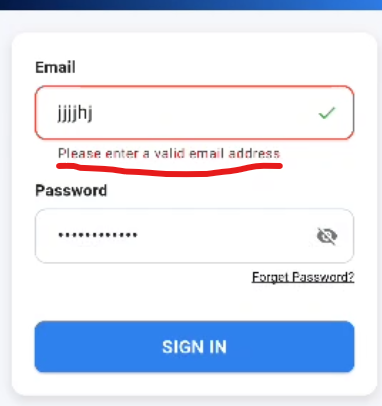 Email
jjjjhj
Please enter a valid email address
Password
••••••••••••
Forget Password?
SIGN IN